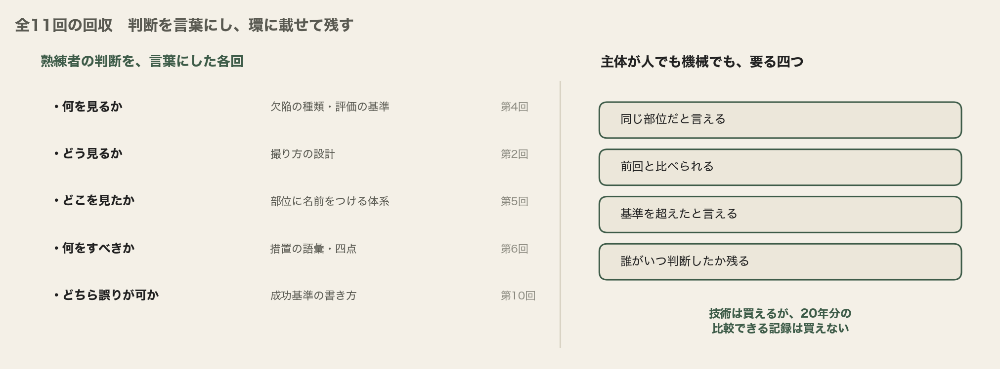 全11回の回収　判断を言葉にし、環に載せて残す
熟練者の判断を、言葉にした各回
・何を見るか　欠陥の種類・評価の基準　第4回
・どう見るか　撮り方の設計　第2回
・どこを見たか　部位に名前をつける体系　第5回
・何をすべきか　措置の語彙・四点　第6回
・どちら誤りが可か　成功基準の書き方　第10回
主体が人でも機械でも、要る四つ
同じ部位だと言える
前回と比べられる
基準を超えたと言える
誰がいつ判断したか残る
技術は買えるが、20年分の
比較できる記録は買えない